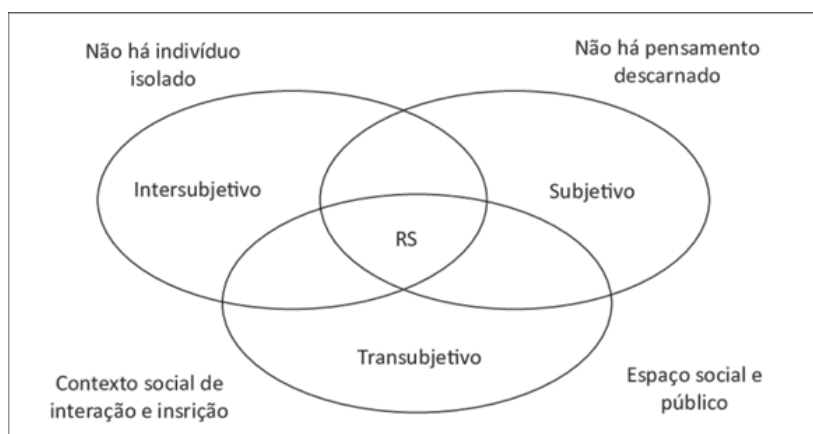 Não há indivíduo
isolado
Não há pensamento
descarnado
Intersubjetivo
Subjetivo
RS
Transubjetivo
Contexto social de
interação e insrição
Espaço social e
público